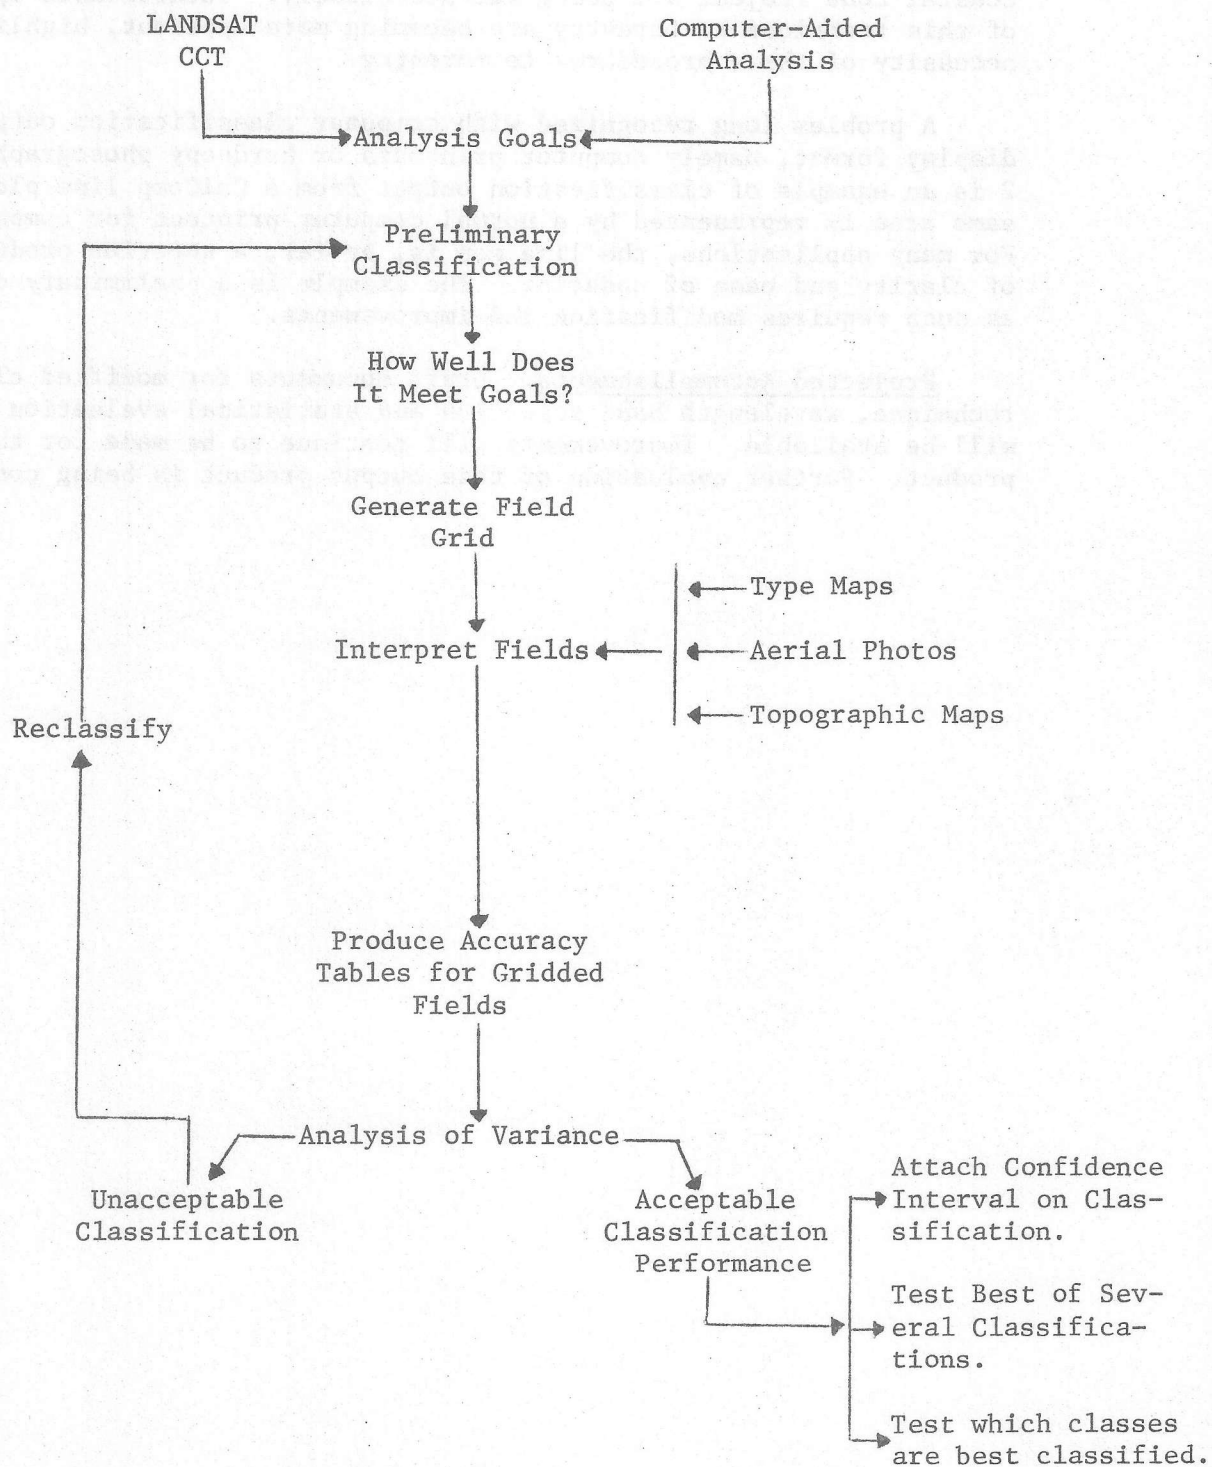 LANDSAT
CCT
Computer-Aided
Analysis
Analysis Goals
Preliminary
Classification
How Well Does
It Meet Goals?
Generate Field
Grid
Interpret Fields
Type Maps
Aerial Photos
Topographic Maps
Reclassify
Produce Accuracy
Tables for Gridded
Fields
Analysis of Variance
Unacceptable
Classification
Acceptable
Classification
Performance
Attach Confidence
Interval on Clas-
sification.
Test Best of Sev-
eral Classifica-
tions.
Test which classes
are best classified.